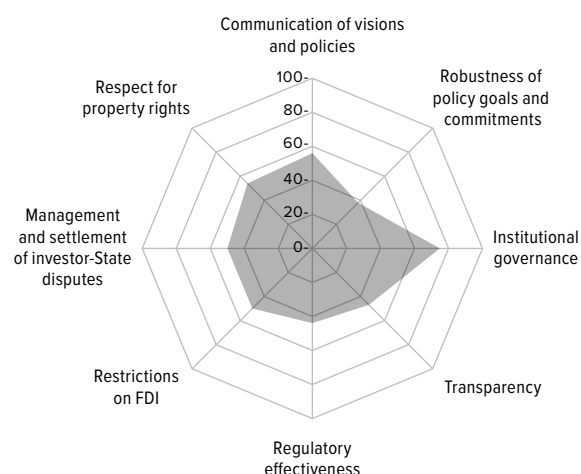 Communication of visions
and policies
Robustness of
policy goals and
commitments
Institutional
governance
Transparency
Regulatory
effectiveness
Restrictions
on FDI
Management
and settlement
of investor-State
disputes
Respect for
property rights
100-
80-
60-
40-
20-
0-